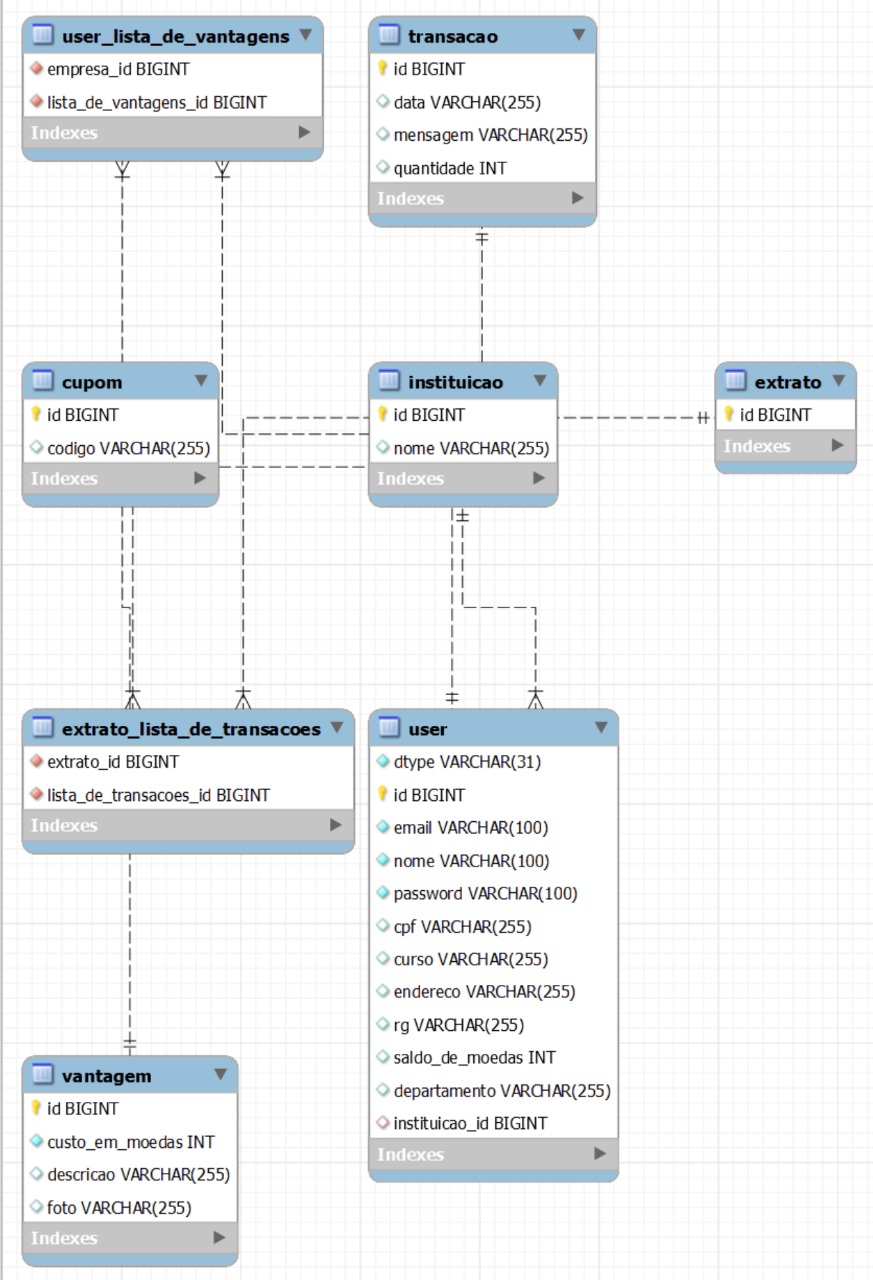 user_lista_de_vantagens
empresa_id BIGINT
lista_de_vantagens_id BIGINT
Indexes
transacao
id BIGINT
data VARCHAR(255)
mensagem VARCHAR(255)
quantidade INT
Indexes
cupom
id BIGINT
codigo VARCHAR(255)
Indexes
instituicao
id BIGINT
nome VARCHAR(255)
Indexes
extrato
id BIGINT
Indexes
extrato_lista_de_transacoes
extrato_id BIGINT
lista_de_transacoes_id BIGINT
Indexes
user
dtype VARCHAR(31)
id BIGINT
email VARCHAR(100)
nome VARCHAR(100)
password VARCHAR(100)
cpf VARCHAR(255)
curso VARCHAR(255)
endereco VARCHAR(255)
rg VARCHAR(255)
saldo_de_moedas INT
departamento VARCHAR(255)
instituicao_id BIGINT
Indexes
vantagem
id BIGINT
custo_em_moedas INT
descricao VARCHAR(255)
foto VARCHAR(255)
Indexes